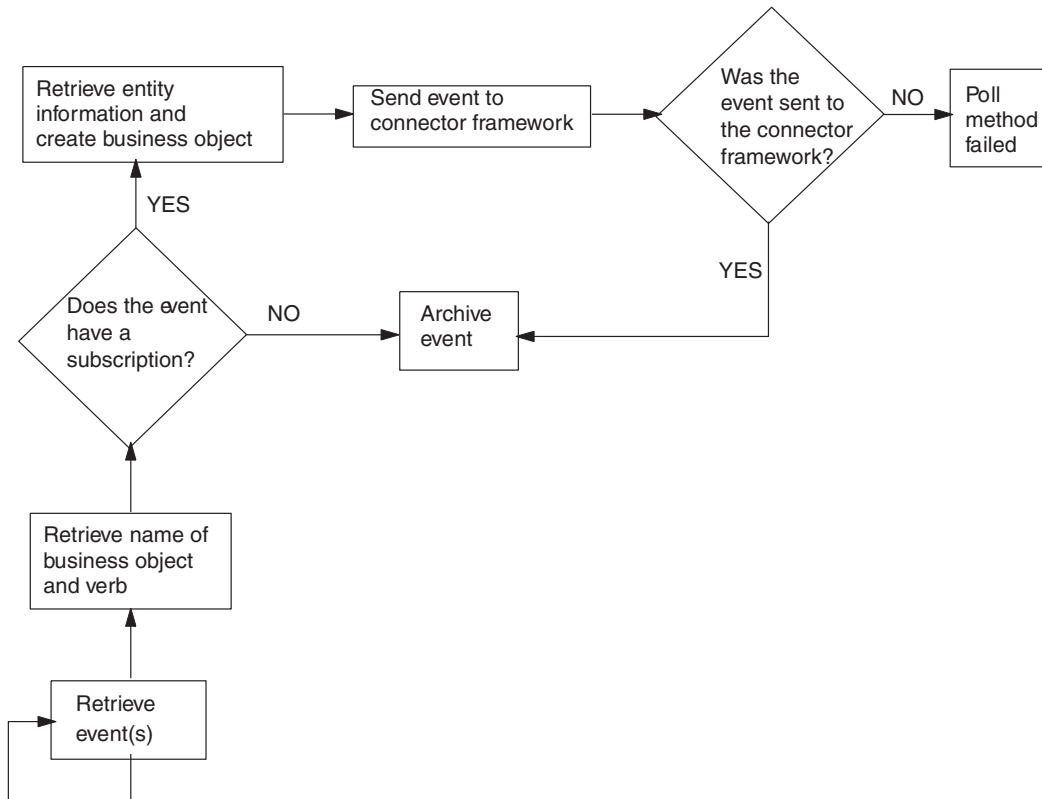 Retrieve entity
information and
create business object
Send event to
connector framework
Was the
event sent to
the connector
framework?
NO
Poll
method
failed
YES
YES
Does the event
have a
subscription?
NO
Archive
event
Retrieve name of
business object
and verb
Retrieve
event(s)